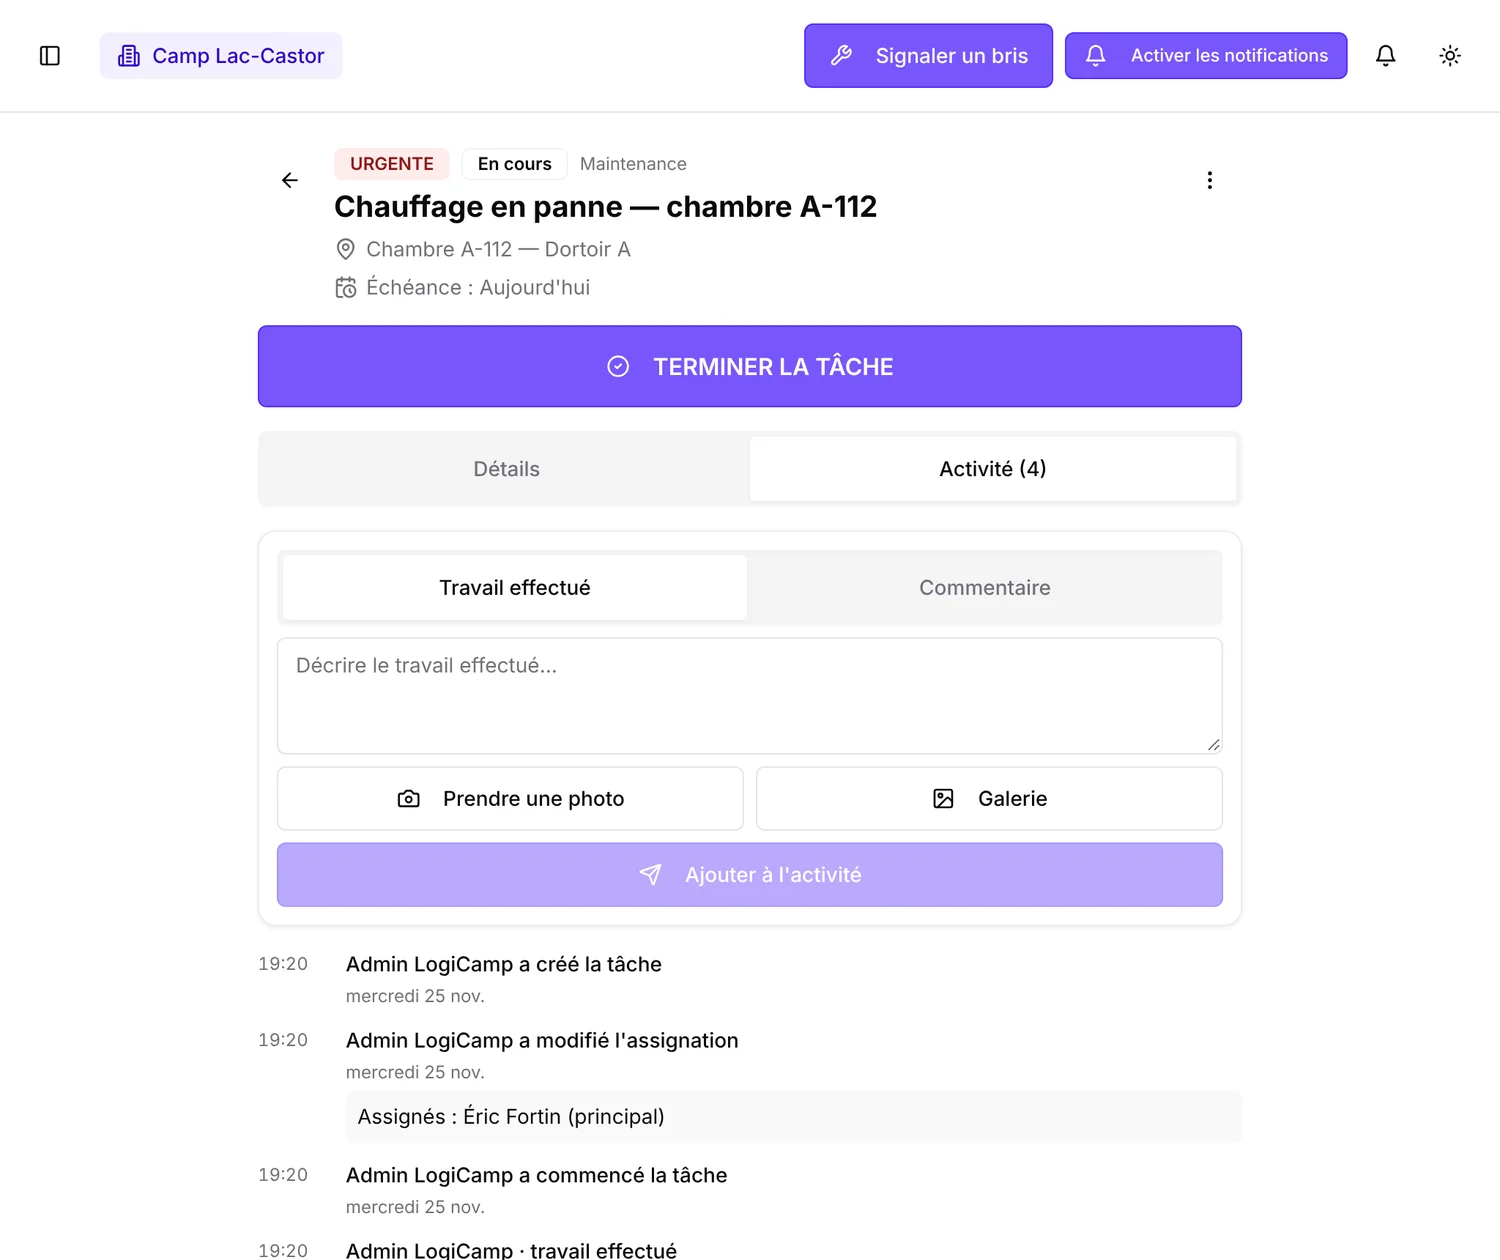 Camp Lac-Castor
Signaler un bris
Activer les notifications
URGENTE
En cours
Maintenance
Chauffage en panne — chambre A-112
Chambre A-112 — Dortoir A
Échéance : Aujourd'hui
TERMINER LA TÂCHE
Détails
Activité (4)
Travail effectué
Commentaire
Décrire le travail effectué...
Prendre une photo
Galerie
Ajouter à l'activité
19:20
Admin LogiCamp a créé la tâche
mercredi 25 nov.
19:20
Admin LogiCamp a modifié l'assignation
mercredi 25 nov.
Assignés : Éric Fortin (principal)
19:20
Admin LogiCamp a commencé la tâche
mercredi 25 nov.
19:20
Admin LogiCamp · travail effectué